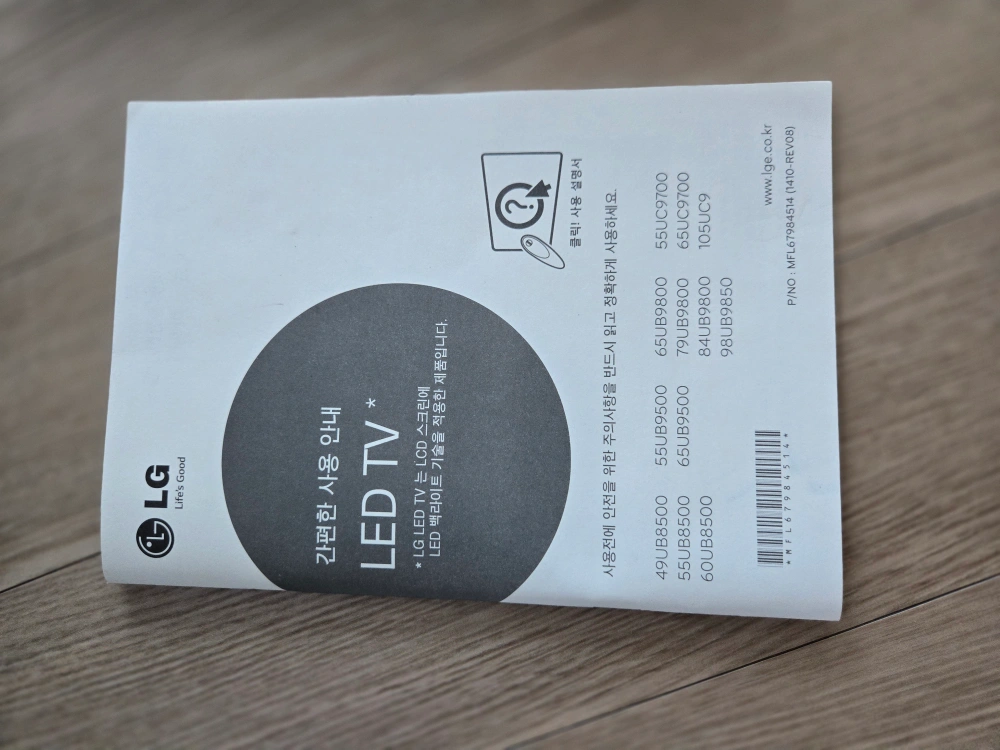 LG
Life's Good
간편한 사용 안내
LED TV *
* LG LED TV 는 LCD 스크린에
LED 백라이트 기술을 적용한 제품입니다.
클릭! 사용 설명서
사용전에 안전을 위한 주의사항을 반드시 읽고 정확하게 사용하세요.
49UB8500 55UB9500 65UB9800 55UC9700
55UB8500 65UB9500 79UB9800 65UC9700
60UB8500 84UB9800 105UC9
98UB9850
*MFL67984514*
www.lge.co.kr
P/NO : MFL67984514 (1410-REV08)